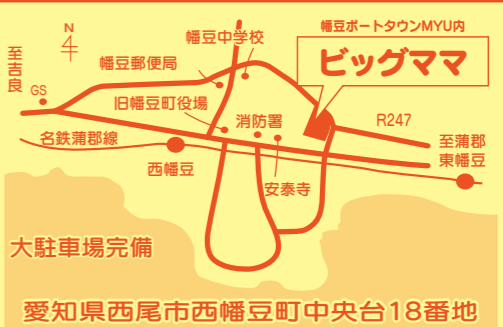 幡豆ポートタウンMYU内
ビッグママ
N
幡豆中学校
至吉良
幡豆郵便局
GS
旧幡豆町役場
消防署
R247
名鉄蒲郡線
至蒲郡
東幡豆
西幡豆
安泰寺
大駐車場完備
愛知県西尾市西幡豆町中央台18番地